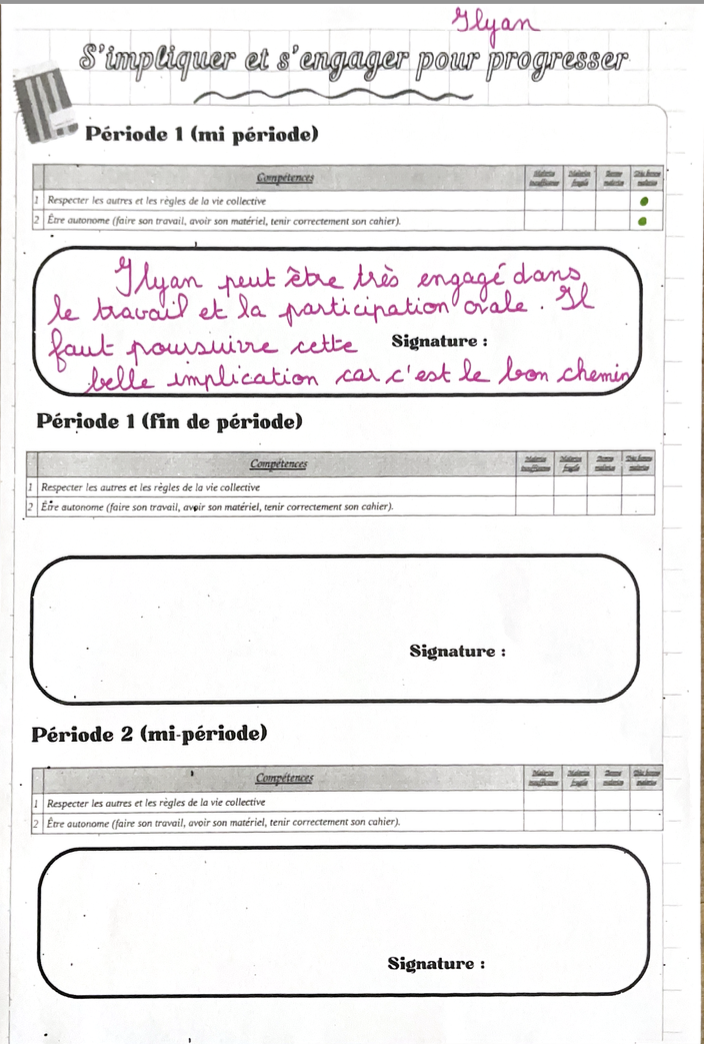 Ilyan
S'impliquer et s'engager pour progresser
Période 1 (mi période)
Compétences Maîtrise insuffisante Maîtrise fragile Bonne maîtrise Très bonne maîtrise
1 Respecter les autres et les règles de la vie collective
2 Être autonome (faire son travail, avoir son matériel, tenir correctement son cahier).
Ilyan peut être très engagé dans
le travail et la participation orale. Il
faut poursuivre cette
Signature :
belle implication car c'est le bon chemin
Période 1 (fin de période)
Compétences Maîtrise insuffisante Maîtrise fragile Bonne maîtrise Très bonne maîtrise
1 Respecter les autres et les règles de la vie collective
2 Être autonome (faire son travail, avoir son matériel, tenir correctement son cahier).
Signature :
Période 2 (mi-période)
Compétences Maîtrise insuffisante Maîtrise fragile Bonne maîtrise Très bonne maîtrise
1 Respecter les autres et les règles de la vie collective
2 Être autonome (faire son travail, avoir son matériel, tenir correctement son cahier).
Signature :